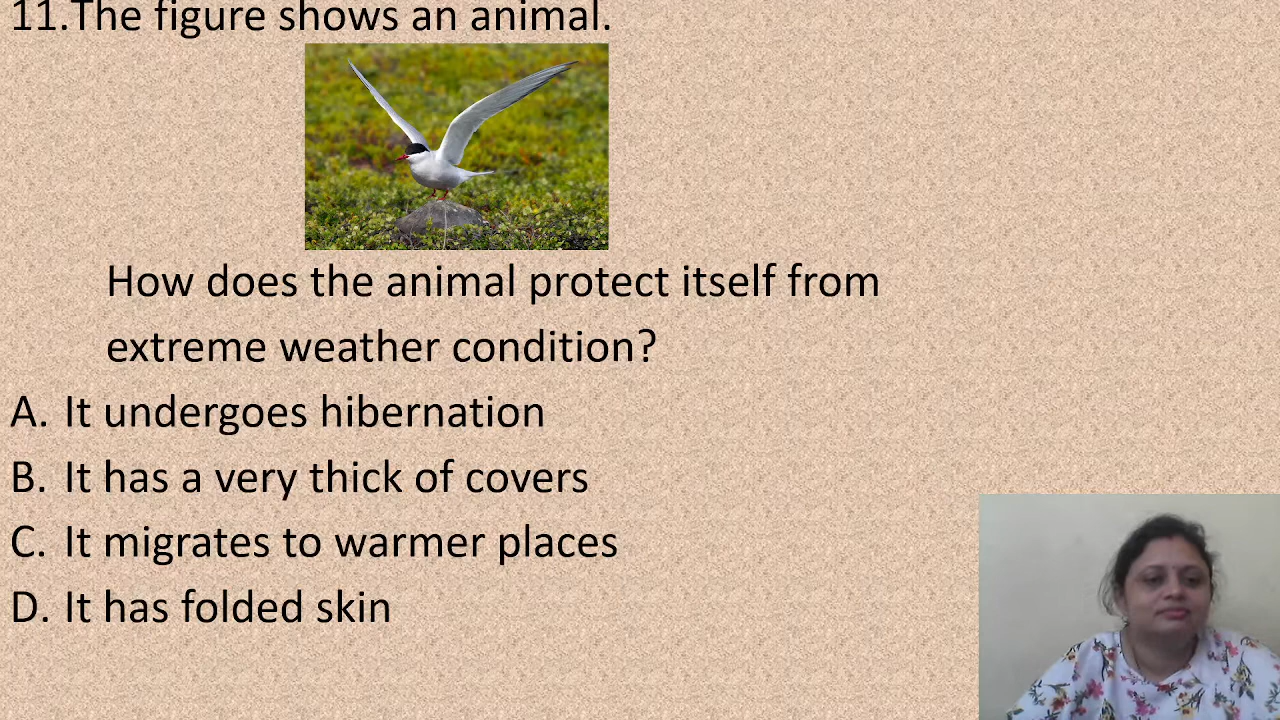 11.The figure shows an animal.
How does the animal protect itself from
extreme weather condition?
A. It undergoes hibernation
B. It has a very thick of covers
C. It migrates to warmer places
D. It has folded skin